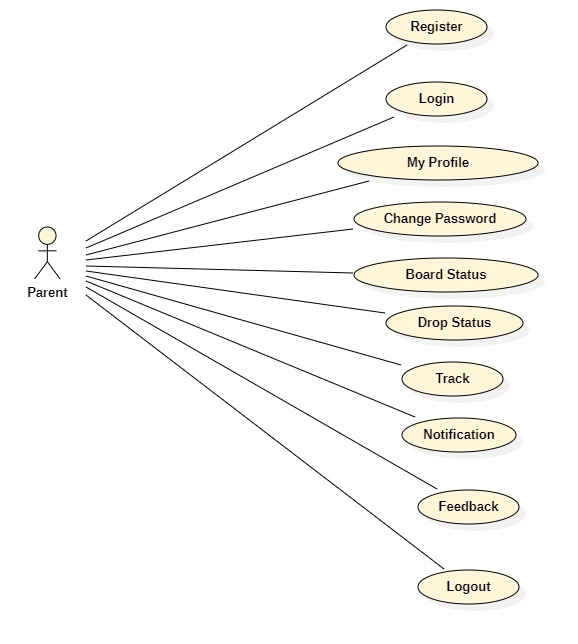 Register
Login
My Profile
Change Password
Board Status
Parent
Drop Status
Track
Notification
Feedback
Logout